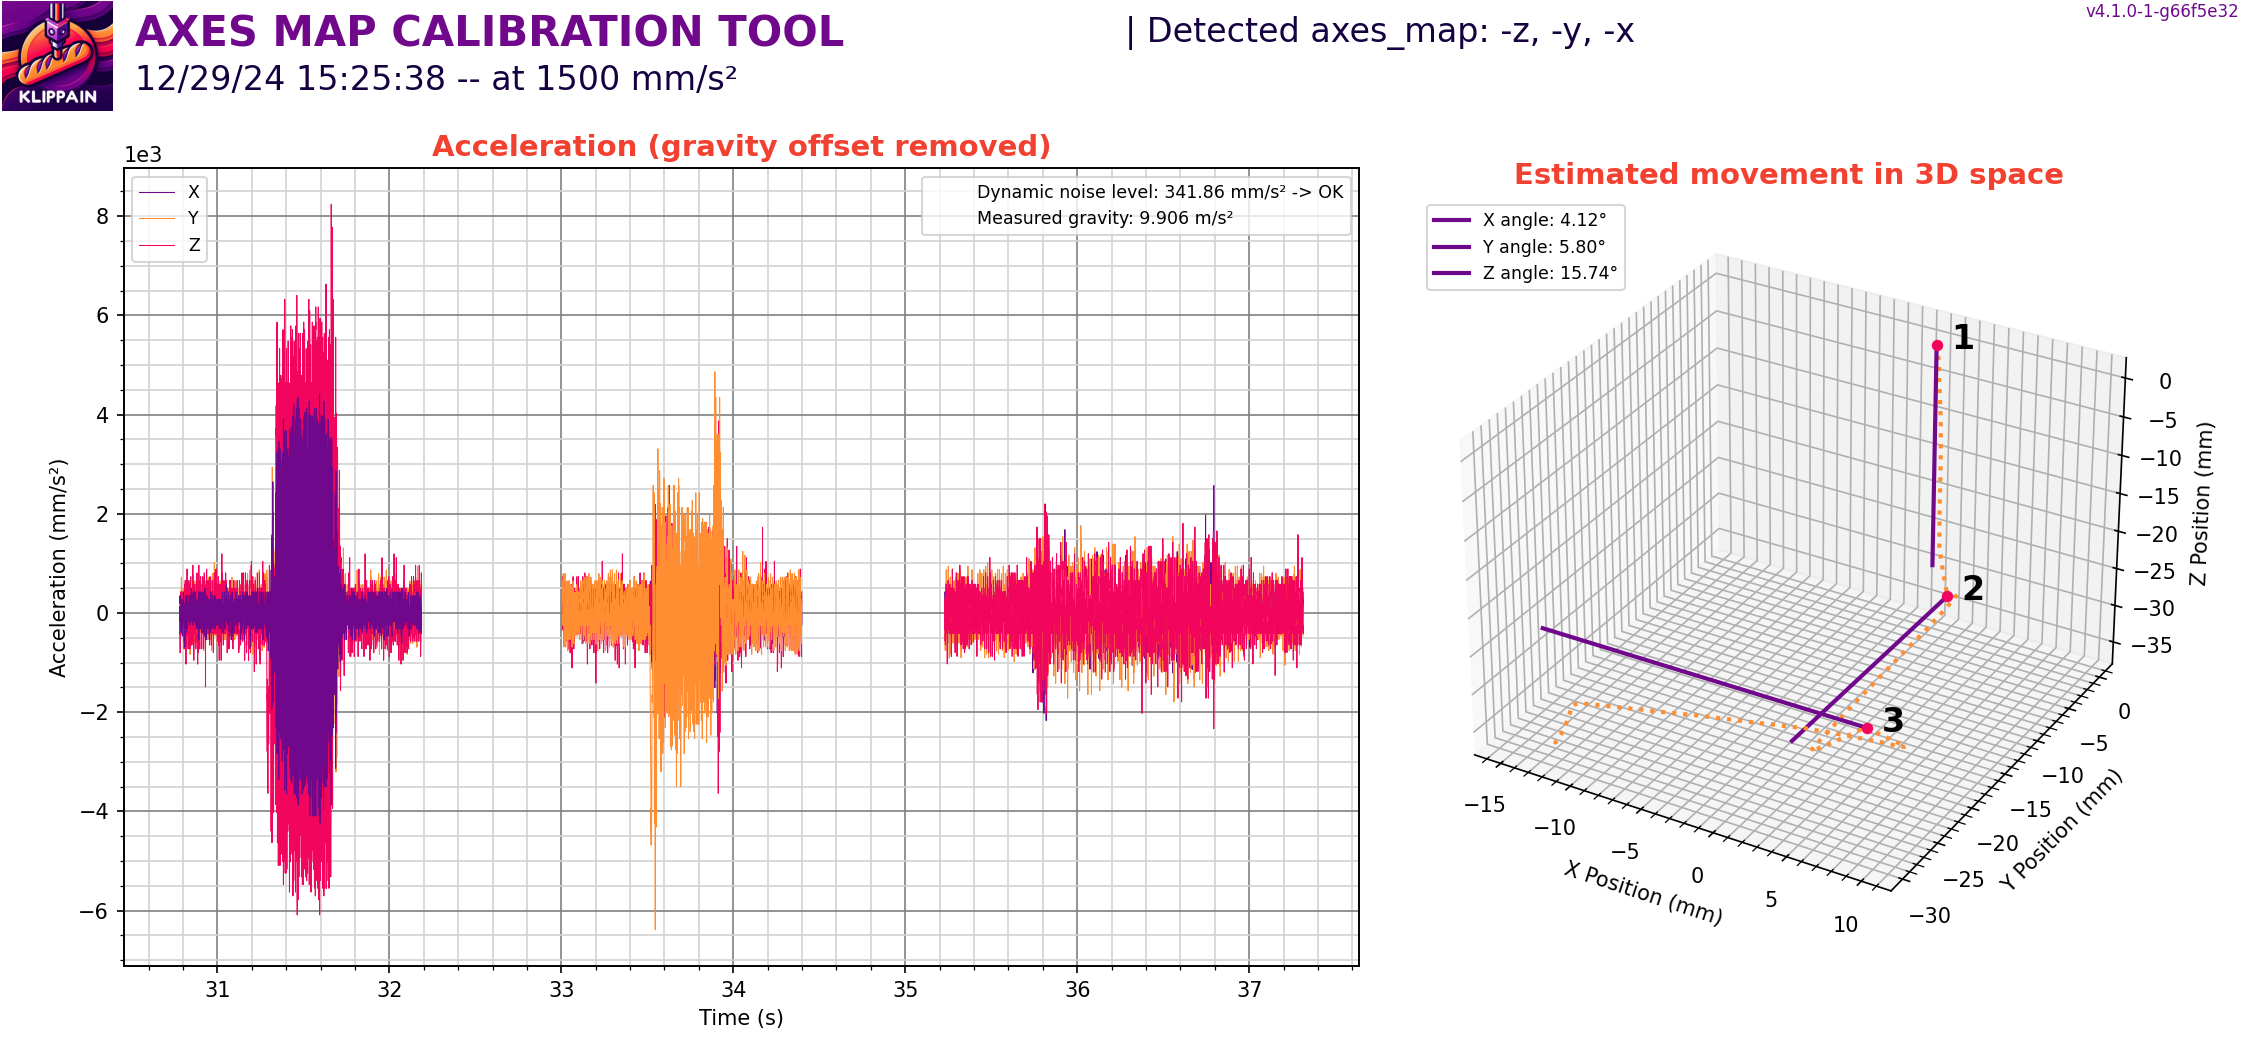 KLIPPAIN
AXES MAP CALIBRATION TOOL
12/29/24 15:25:38 -- at 1500 mm/s²
| Detected axes_map: -z, -y, -x
v4.1.0-1-g66f5e32
Acceleration (gravity offset removed)
1e3
X
Y
Z
Dynamic noise level: 341.86 mm/s² -> OK
Measured gravity: 9.906 m/s²
8
6
4
2
0
−2
−4
−6
Acceleration (mm/s²)
31
32
33
34
35
36
37
Time (s)
Estimated movement in 3D space
X angle: 4.12°
Y angle: 5.80°
Z angle: 15.74°
1
2
3
0
−5
−10
−15
−20
−25
−30
−35
Z Position (mm)
0
−5
−10
−15
−20
−25
−30
Y Position (mm)
−15
−10
−5
0
5
10
X Position (mm)